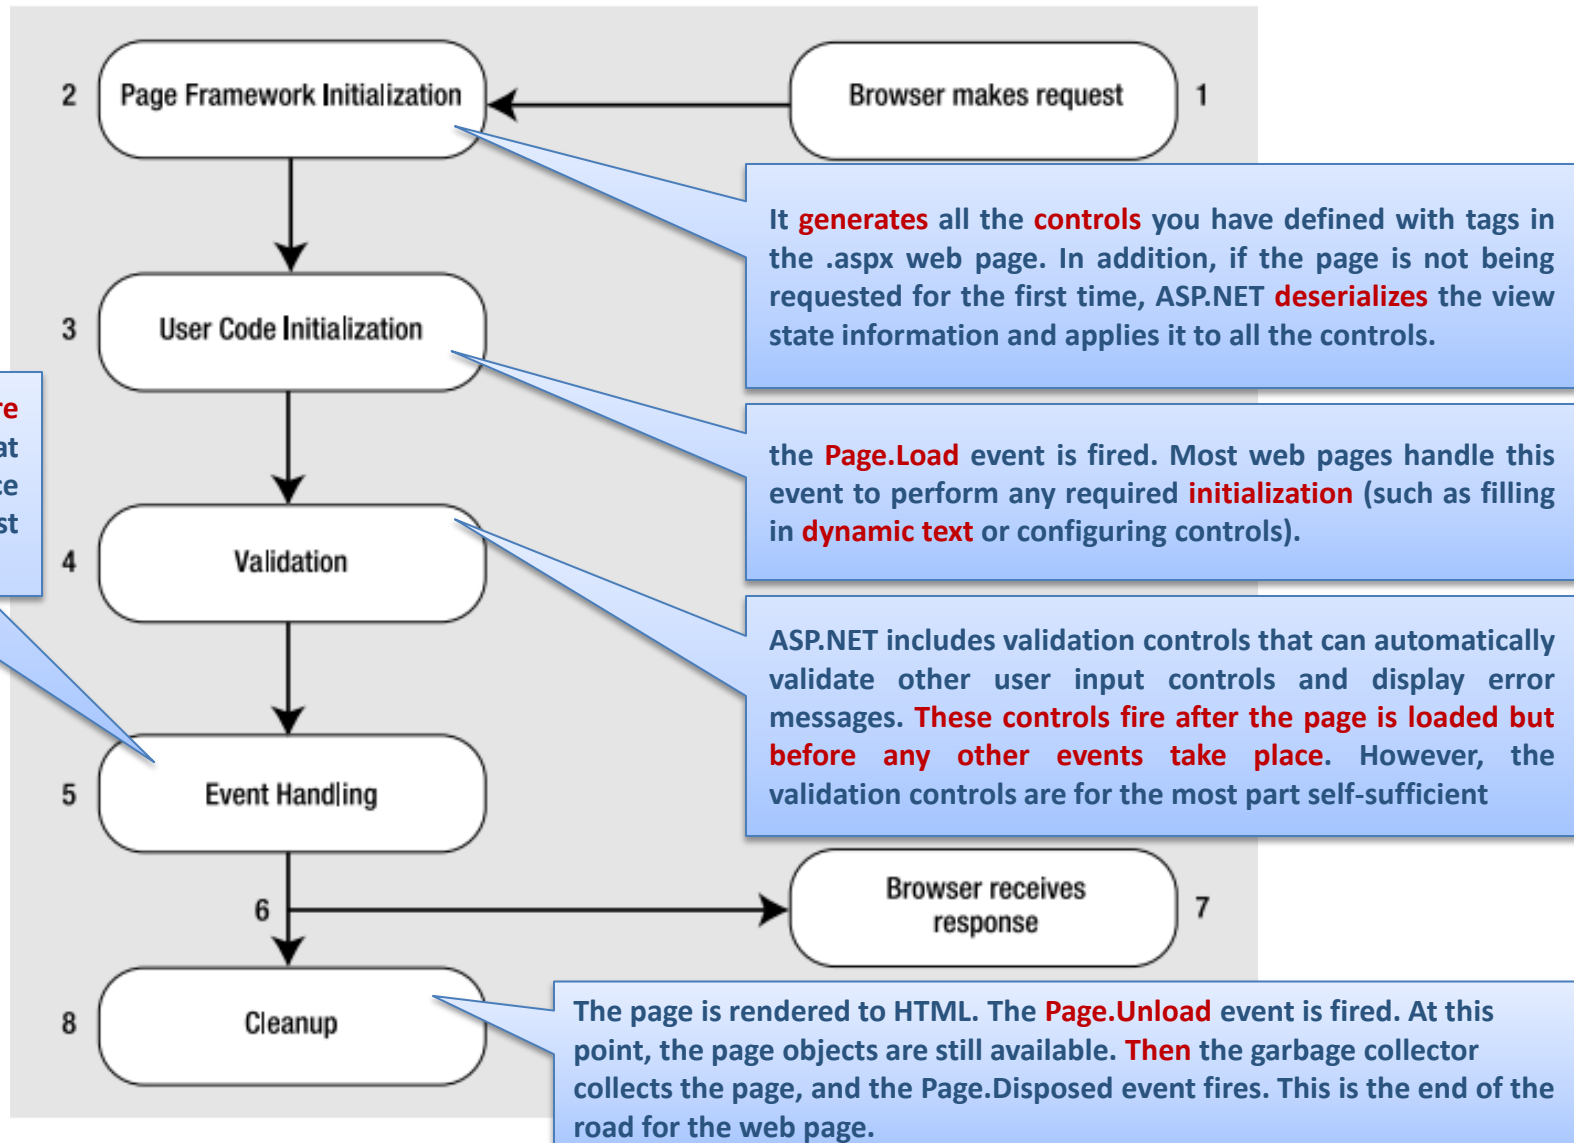 2
Page Framework Initialization
Browser makes request
1
It generates all the controls you have defined with tags in
the .aspx web page. In addition, if the page is not being
requested for the first time, ASP.NET deserializes the view
state information and applies it to all the controls.
3
User Code Initialization
the Page.Load event is fired. Most web pages handle this
event to perform any required initialization (such as filling
in dynamic text or configuring controls).
4
Validation
ASP.NET includes validation controls that can automatically
validate other user input controls and display error
messages. These controls fire after the page is loaded but
before any other events take place. However, the
validation controls are for the most part self-sufficient
5
Event Handling
6
Browser receives
response
7
8
Cleanup
The page is rendered to HTML. The Page.Unload event is fired. At this
point, the page objects are still available. Then the garbage collector
collects the page, and the Page.Disposed event fires. This is the end of the
road for the web page.